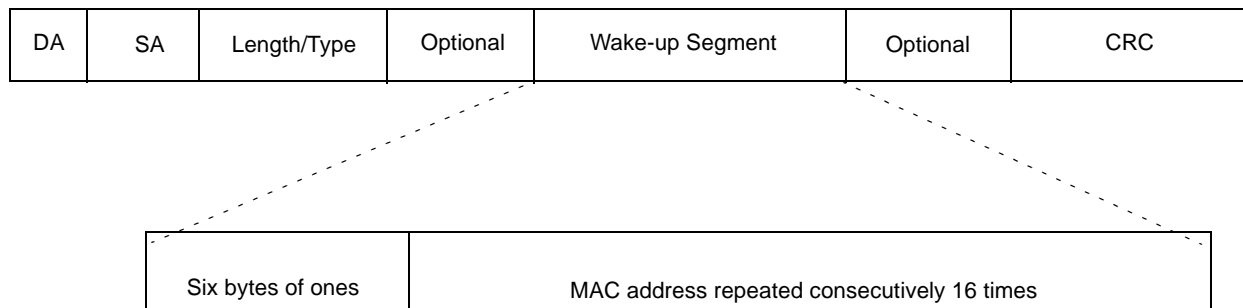 DA SA Length/Type Optional Wake-up Segment Optional CRC
Six bytes of ones MAC address repeated consecutively 16 times